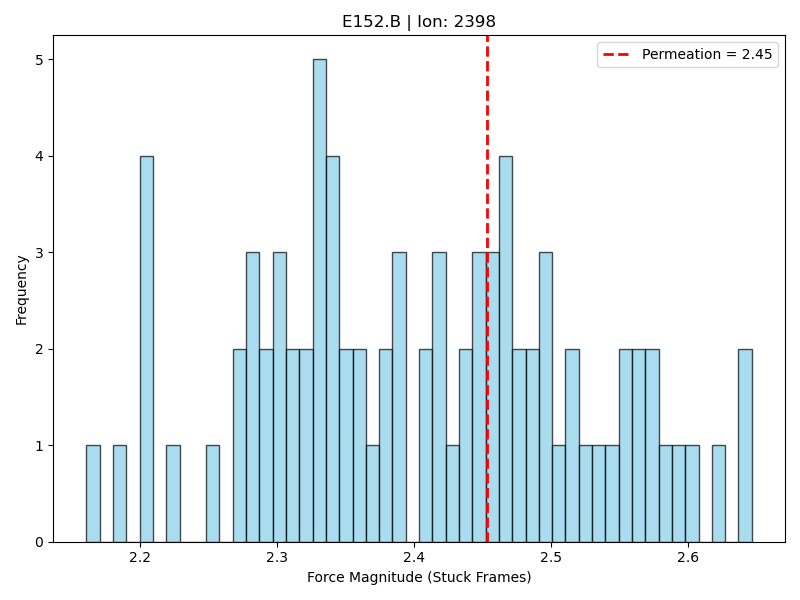 E152.B | Ion: 2398
Permeation = 2.45
5
4
3
2
1
0
Frequency
2.2
2.3
2.4
2.5
2.6
Force Magnitude (Stuck Frames)